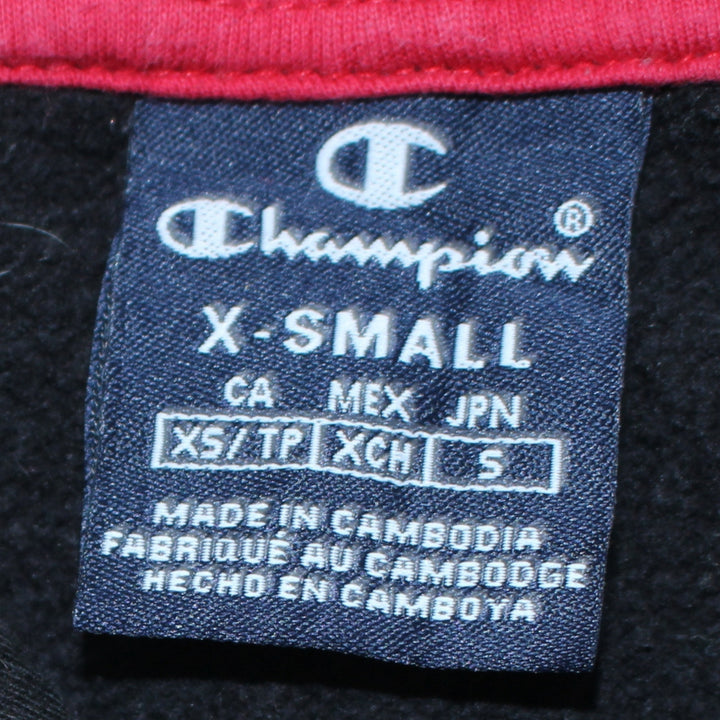 C
Champion®
X-SMALL
CA MEX JPN
XS/TP XCH S
MADE IN CAMBODIA
FABRIQUÉ AU CAMBODGE
HECHO EN CAMBOYA